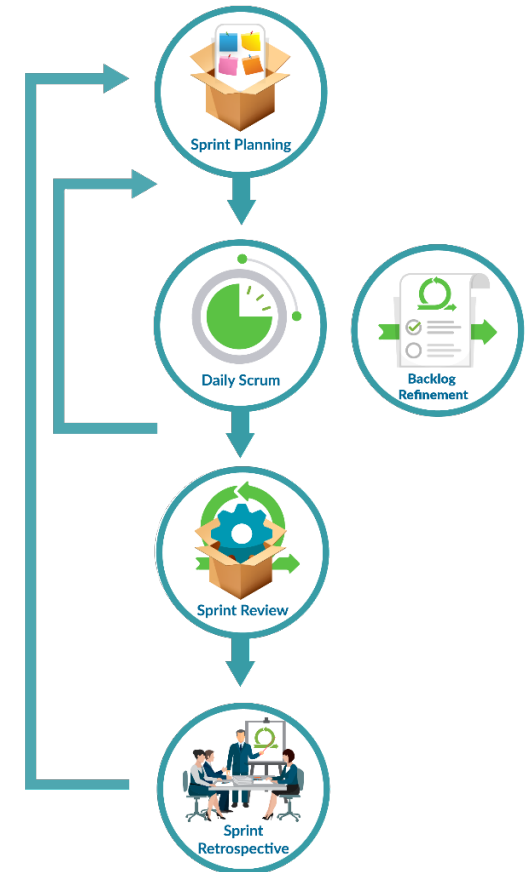 Sprint Planning
Daily Scrum
Backlog
Refinement
Sprint Review
Sprint
Retrospective